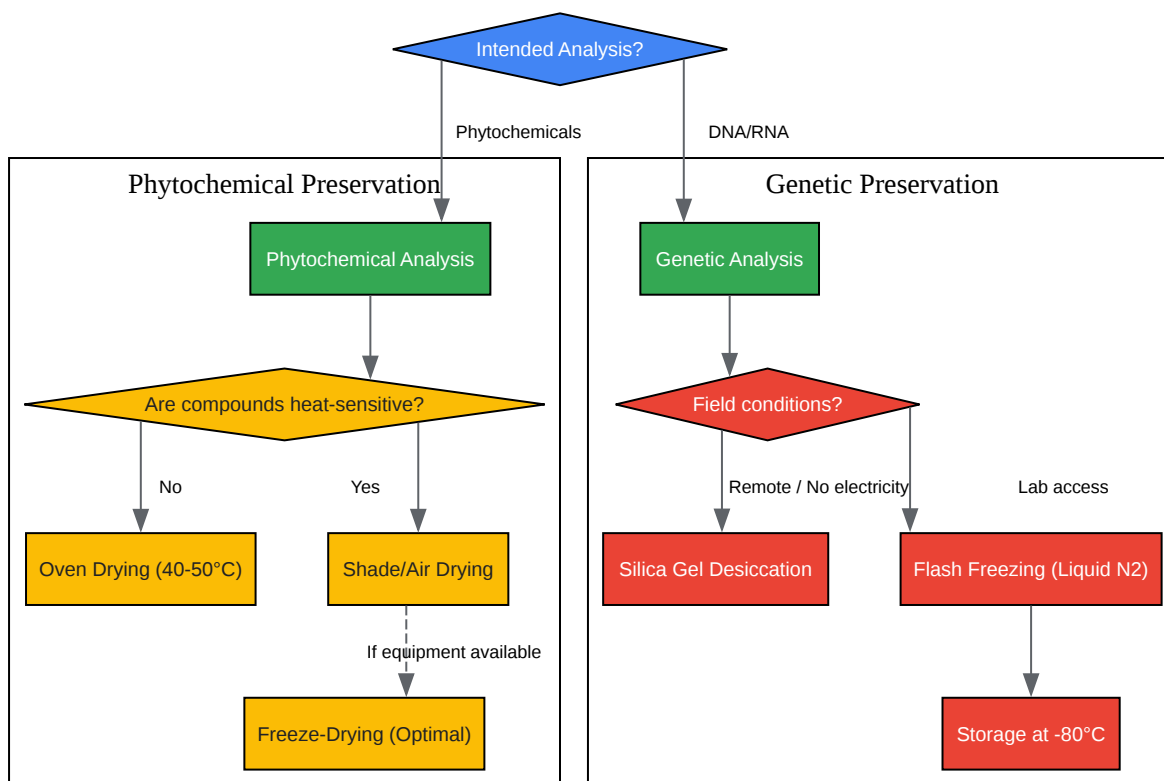 Intended Analysis?
Phytochemicals
DNA/RNA
Phytochemical Preservation
Genetic Preservation
Phytochemical Analysis
Genetic Analysis
Are compounds heat-sensitive?
Field conditions?
No
Yes
Remote / No electricity
Lab access
Oven Drying (40-50°C)
Shade/Air Drying
Silica Gel Desiccation
Flash Freezing (Liquid N2)
If equipment available
Freeze-Drying (Optimal)
Storage at -80°C